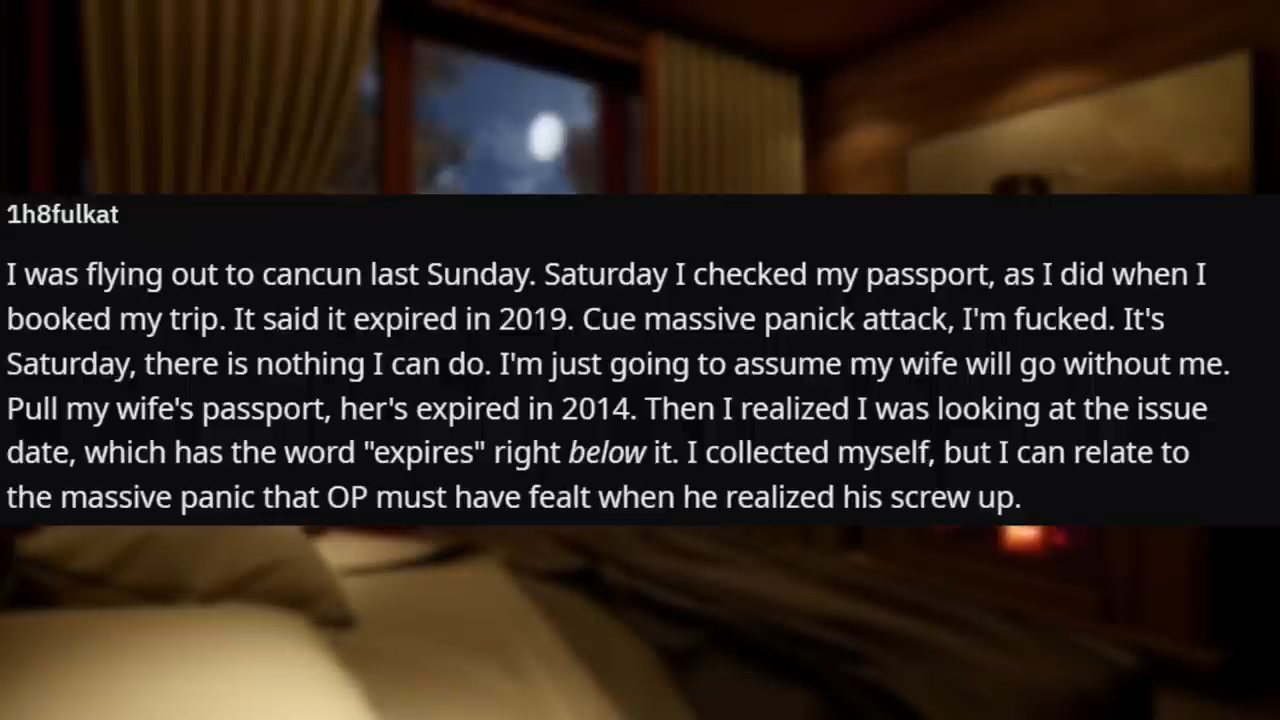 1h8fulkat
I was flying out to cancun last Sunday. Saturday I checked my passport, as I did when I
booked my trip. It said it expired in 2019. Cue massive panick attack, I'm fucked. It's
Saturday, there is nothing I can do. I'm just going to assume my wife will go without me.
Pull my wife's passport, her's expired in 2014. Then I realized I was looking at the issue
date, which has the word "expires" right below it. I collected myself, but I can relate to
the massive panic that OP must have fealt when he realized his screw up.